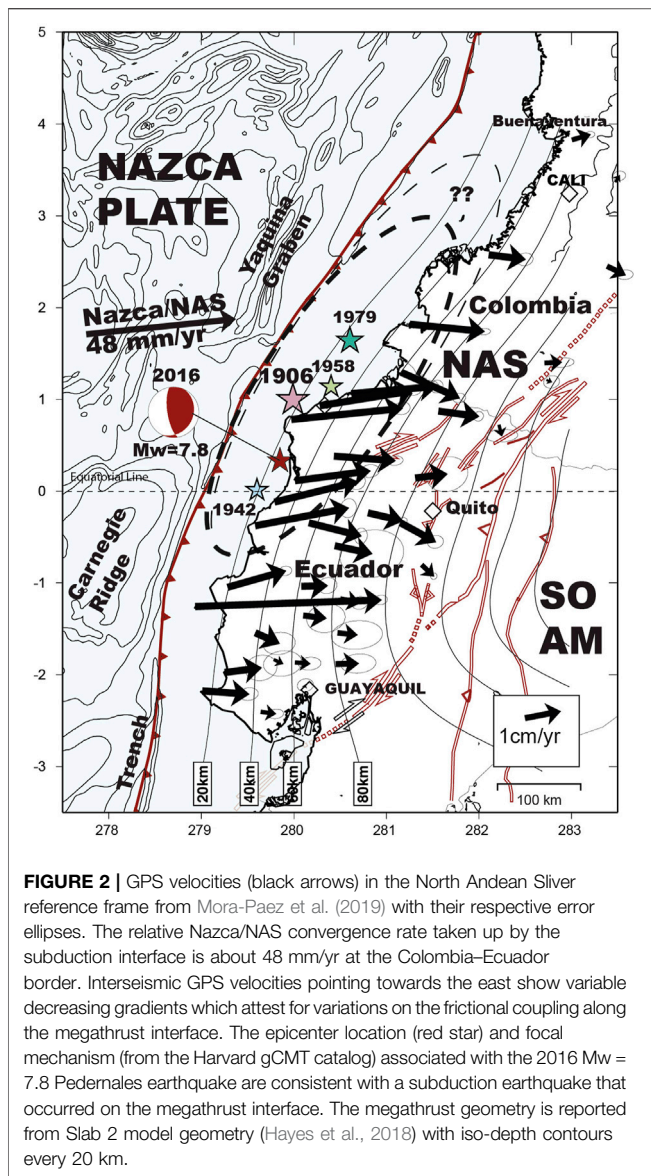 5
4
3
2
1
0
-1
-2
-3
278
279
280
281
282
283
NAZCA
PLATE
Yaquina
Graben
Buenaventura
CALI
??
Nazca/NAS
48 mm/yr
1979
Colombia
NAS
2016
1906
1958
Mw=7.8
Equatorial Line
1942
Quito
Carnegie
Ridge
Ecuador
SO
AM
GUAYAQUIL
Trench
20km
40km
60km
80km
1cm/yr
100 km
FIGURE 2 | GPS velocities (black arrows) in the North Andean Sliver
reference frame from Mora-Paez et al. (2019) with their respective error
ellipses. The relative Nazca/NAS convergence rate taken up by the
subduction interface is about 48 mm/yr at the Colombia–Ecuador
border. Interseismic GPS velocities pointing towards the east show variable
decreasing gradients which attest for variations on the frictional coupling along
the megathrust interface. The epicenter location (red star) and focal
mechanism (from the Harvard gCMT catalog) associated with the 2016 Mw =
7.8 Pedernales earthquake are consistent with a subduction earthquake that
occurred on the megathrust interface. The megathrust geometry is reported
from Slab 2 model geometry (Hayes et al., 2018) with iso-depth contours
every 20 km.